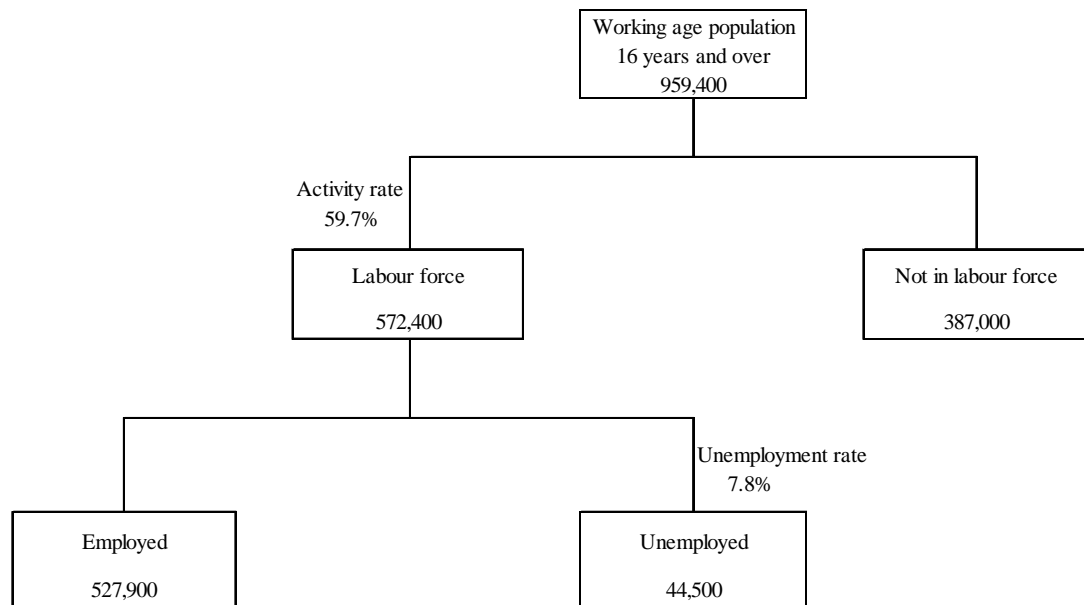 Working age population
16 years and over
959,400
Activity rate
59.7%
Labour force
572,400
Not in labour force
387,000
Unemployment rate
7.8%
Employed
527,900
Unemployed
44,500